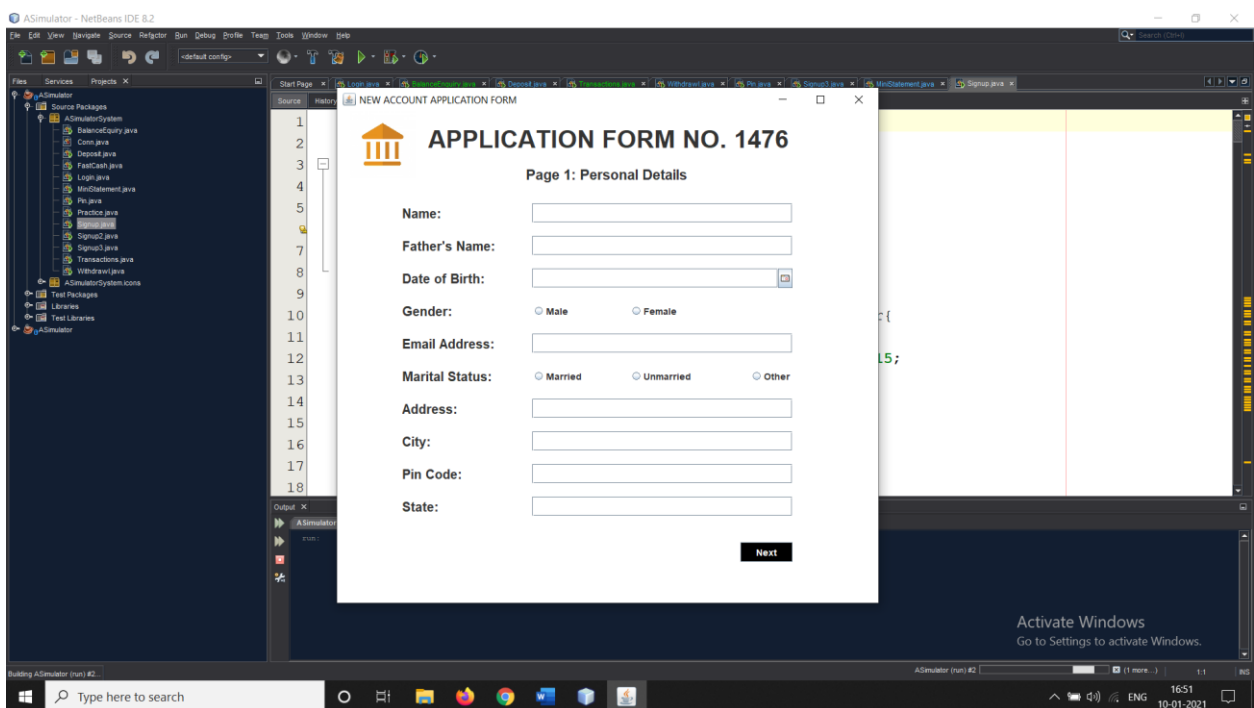 ASimulator - NetBeans IDE 8.2
File Edit View Navigate Source Refactor Run Debug Profile Team Tools Window Help
Search (Ctrl+I)
<default config>
Files Services Projects
Start Page Login.java BalanceEnquiry.java Deposit.java Transactions.java Withdrawl.java Pin.java Signup3.java MiniStatement.java Signup.java
Source History
ASimulator
Source Packages
ASimulatorSystem
BalanceEquiry.java
Conn.java
Deposit.java
FastCash.java
Login.java
MiniStatement.java
Pin.java
Practice.java
Signup.java
Signup2.java
Signup3.java
Transactions.java
Withdrawl.java
ASimulatorSystem.icons
Test Packages
Libraries
Test Libraries
ASimulator
1
2
3
4
5
7
8
9
10
11
12
13
14
15
16
17
18
{
15;
NEW ACCOUNT APPLICATION FORM
APPLICATION FORM NO. 1476
Page 1: Personal Details
Name:
Father's Name:
Date of Birth:
Gender: Male Female
Email Address:
Marital Status: Married Unmarried Other
Address:
City:
Pin Code:
State:
Next
Output
ASimulator
run:
Activate Windows
Go to Settings to activate Windows.
Building ASimulator (run) #2...
ASimulator (run) #2 (1 more...) 1:1 INS
Type here to search
ENG 16:51
10-01-2021